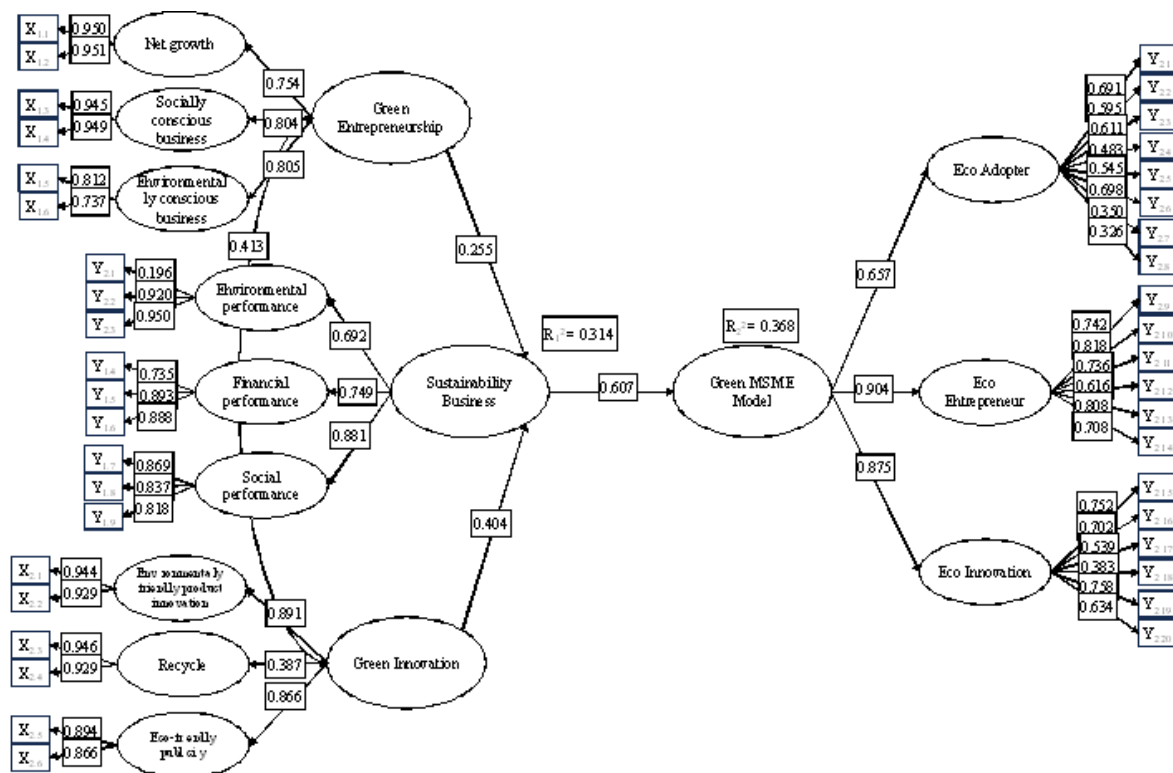 X1.1
0.950
X1.2
0.951
Net growth
0.754
X1.3
0.945
X1.4
0.949
Socially
conscious
business
0.804
Green
Entrepreneurship
X1.5
0.812
X1.6
0.737
Environmental
ly conscious
business
0.805
0.413
0.255
Y2.1
0.196
Y2.2
0.920
Y2.3
0.950
Environmental
performance
0.692
Y1.4
0.735
Y1.5
0.893
Y1.6
0.888
Financial
performance
0.749
Sustainability
Business
R1² = 0.314
0.607
Y1.7
0.869
Y1.8
0.837
Y1.9
0.818
Social
performance
0.881
0.404
X2.1
0.944
X2.2
0.929
Environmentally
friendly product
innovation
0.891
X2.3
0.946
X2.4
0.929
Recycle
0.387
Green Innovation
X2.5
0.894
X2.6
0.866
Eco-friendly
publicity
0.866
R2² = 0.368
Green MSME
Model
0.657
0.904
0.875
Eco Adopter
0.691
0.595
0.611
0.483
0.545
0.698
0.350
0.326
Y2.1
Y2.2
Y2.3
Y2.4
Y2.5
Y2.6
Y2.7
Y2.8
Eco
Entrepreneur
0.742
0.818
0.736
0.616
0.808
0.708
Y2.9
Y2.10
Y2.11
Y2.12
Y2.13
Y2.14
Eco Innovation
0.752
0.702
0.539
0.383
0.758
0.634
Y2.15
Y2.16
Y2.17
Y2.18
Y2.19
Y2.20